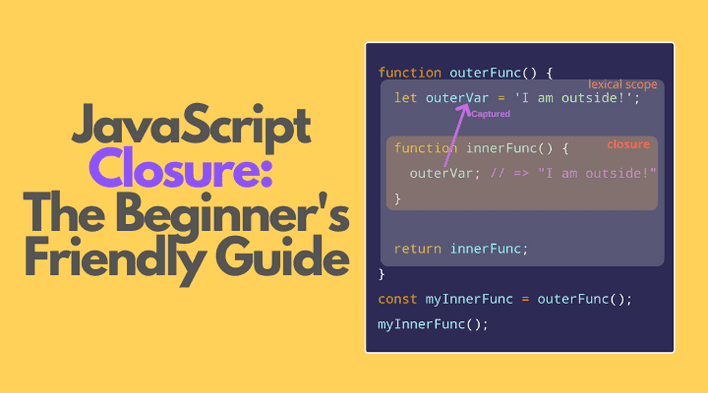 JavaScript
Closure:
The Beginner's
Friendly Guide
function outerFunc() {
lexical scope
let outerVar = 'I am outside!';
Captured
function innerFunc() {
closure
outerVar; // => "I am outside!"
}
return innerFunc;
}
const myInnerFunc = outerFunc();
myInnerFunc();